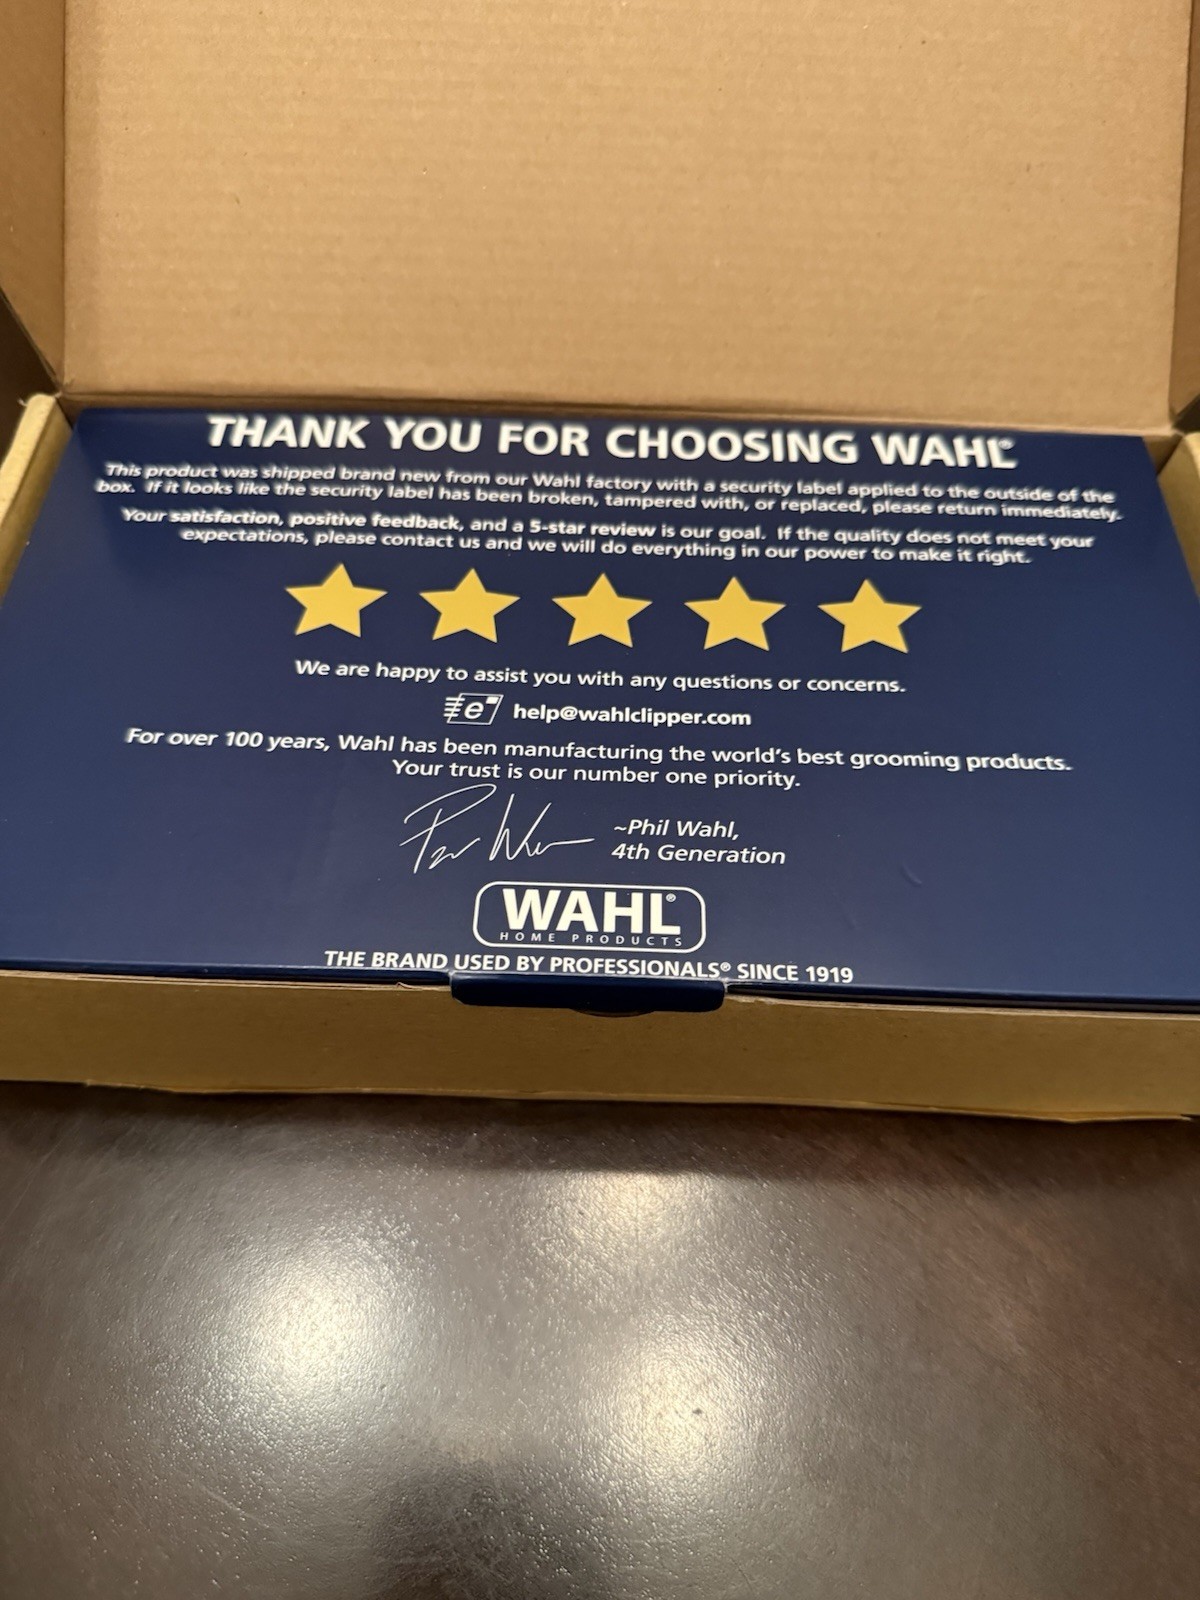 THANK YOU FOR CHOOSING WAHL®
This product was shipped brand new from our Wahl factory with a security label applied to the outside of the
box. If it looks like the security label has been broken, tampered with, or replaced, please return immediately.
Your satisfaction, positive feedback, and a 5-star review is our goal. If the quality does not meet your
expectations, please contact us and we will do everything in our power to make it right.
We are happy to assist you with any questions or concerns.
e help@wahlclipper.com
For over 100 years, Wahl has been manufacturing the world's best grooming products.
Your trust is our number one priority.
~Phil Wahl,
4th Generation
WAHL®
HOME PRODUCTS
THE BRAND USED BY PROFESSIONALS® SINCE 1919